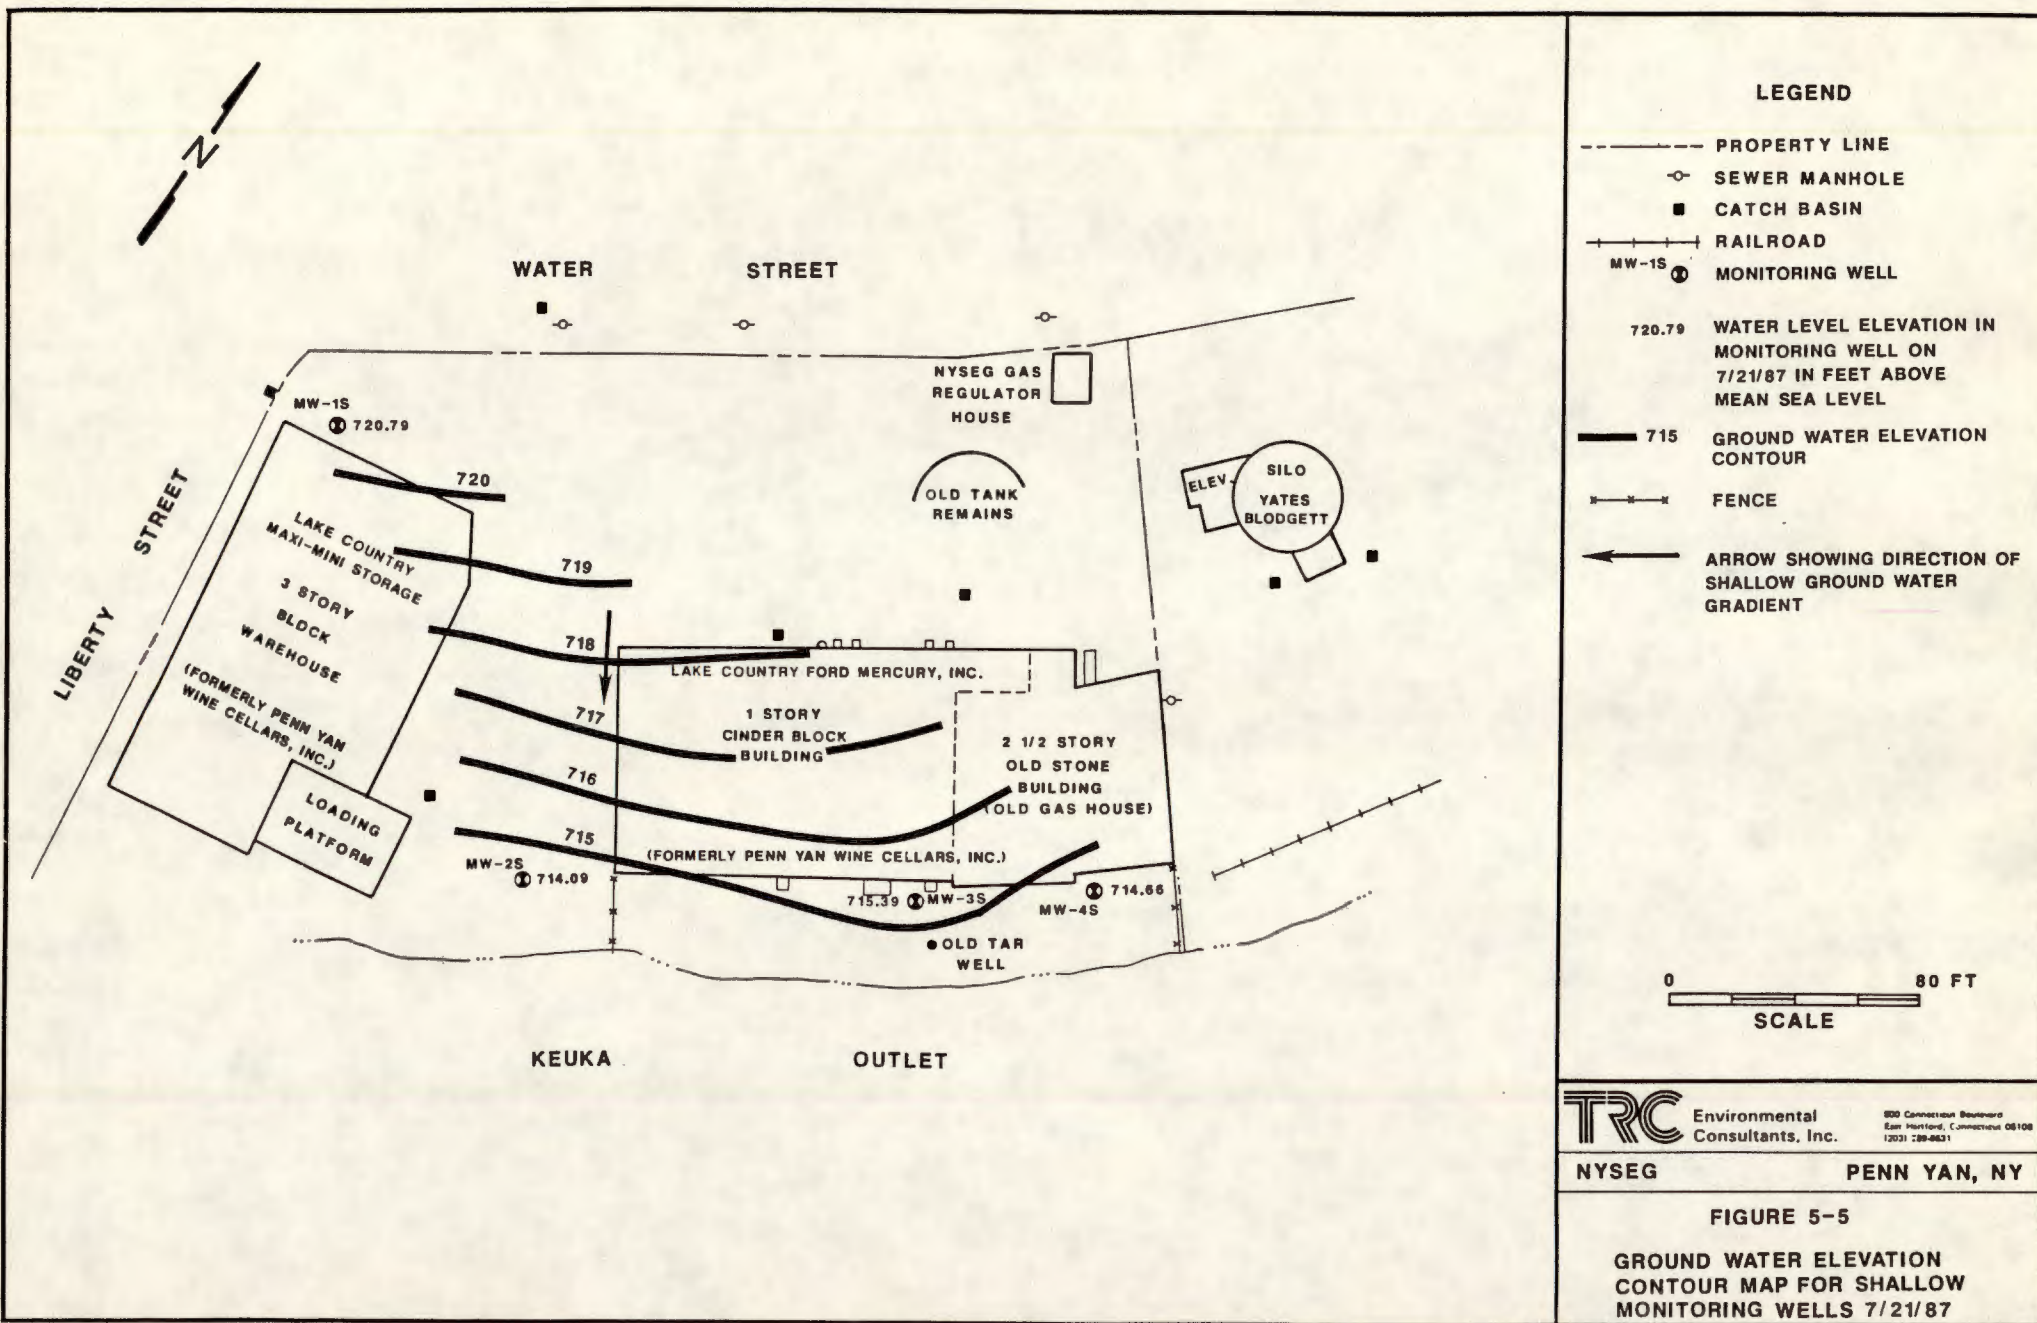 N
WATER STREET
NYSEG GAS
REGULATOR
HOUSE
MW-1S
720.79
LIBERTY STREET
720
719
718
717
716
715
LAKE COUNTRY
MAXI-MINI STORAGE
3 STORY
BLOCK
WAREHOUSE
(FORMERLY PENN YAN
WINE CELLARS, INC.)
LOADING
PLATFORM
OLD TANK
REMAINS
ELEV.
SILO
YATES
BLODGETT
LAKE COUNTRY FORD MERCURY, INC.
1 STORY
CINDER BLOCK
BUILDING
2 1/2 STORY
OLD STONE
BUILDING
(OLD GAS HOUSE)
(FORMERLY PENN YAN WINE CELLARS, INC.)
MW-2S
714.09
715.39
MW-3S
MW-4S
714.66
OLD TAR
WELL
KEUKA OUTLET
LEGEND
PROPERTY LINE
SEWER MANHOLE
CATCH BASIN
RAILROAD
MW-1S
MONITORING WELL
720.79 WATER LEVEL ELEVATION IN
MONITORING WELL ON
7/21/87 IN FEET ABOVE
MEAN SEA LEVEL
715 GROUND WATER ELEVATION
CONTOUR
FENCE
ARROW SHOWING DIRECTION OF
SHALLOW GROUND WATER
GRADIENT
0 80 FT
SCALE
TRC Environmental
Consultants, Inc.
800 Connecticut Boulevard
East Hartford, Connecticut 06108
NYSEG PENN YAN, NY
FIGURE 5-5
GROUND WATER ELEVATION
CONTOUR MAP FOR SHALLOW
MONITORING WELLS 7/21/87